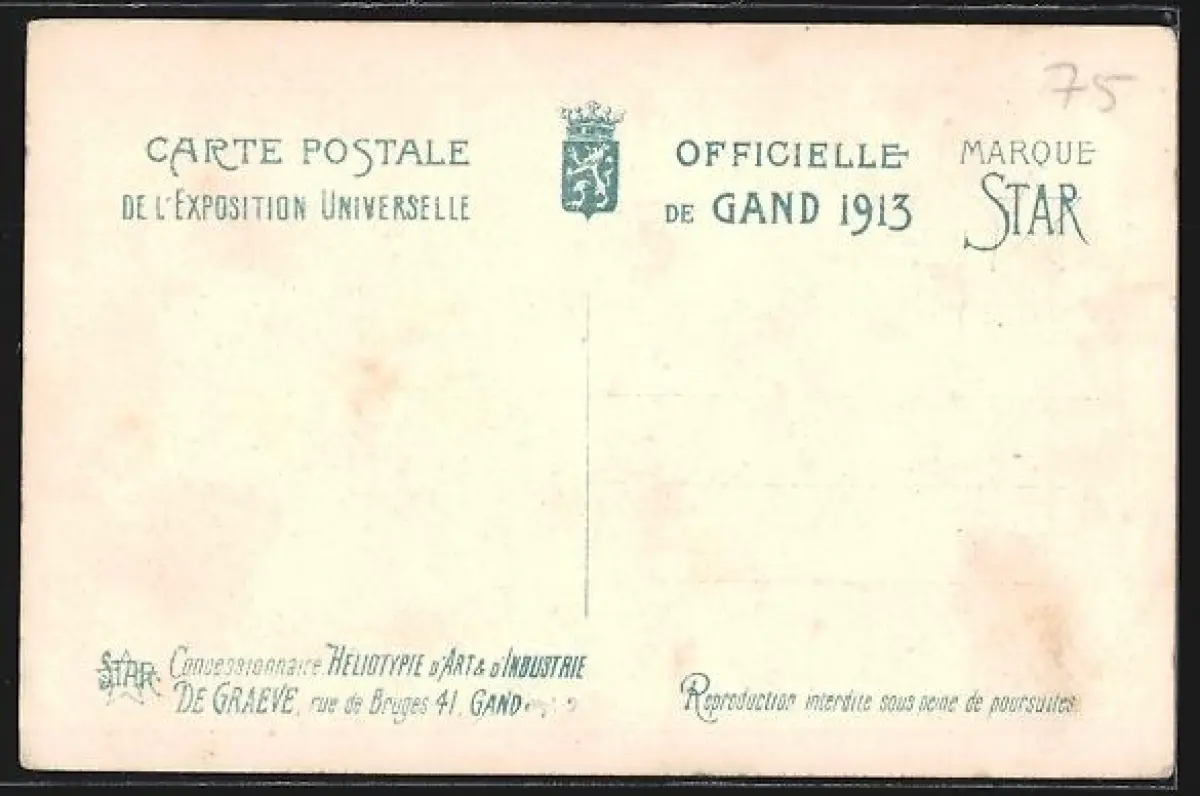 75
CARTE POSTALE OFFICIELLE
DE L'EXPOSITION UNIVERSELLE DE GAND 1913
MARQUE
STAR
STAR Concessionnaire HÉLIOTYPIE D'ART & D'INDUSTRIE
DE GRAEVE, rue de Bruges 41, GAND
Reproduction interdite sous peine de poursuites